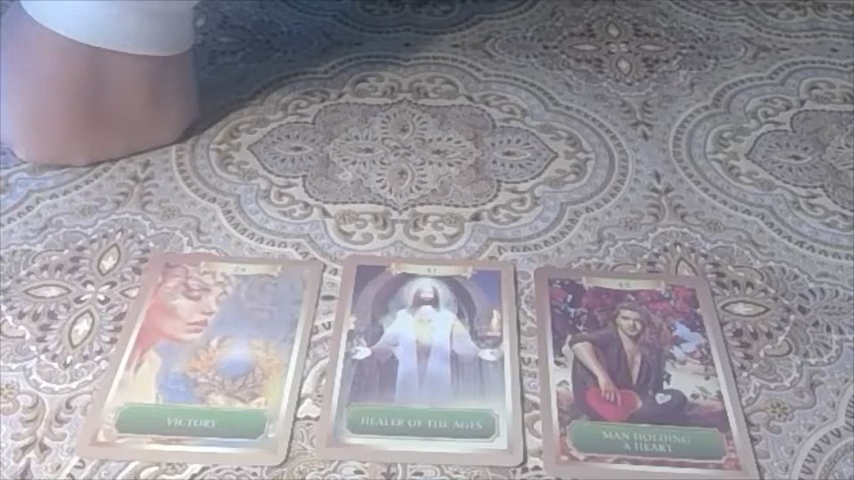 VICTORY
HEALER OF THE AGES
MAN HOLDING
A HEART